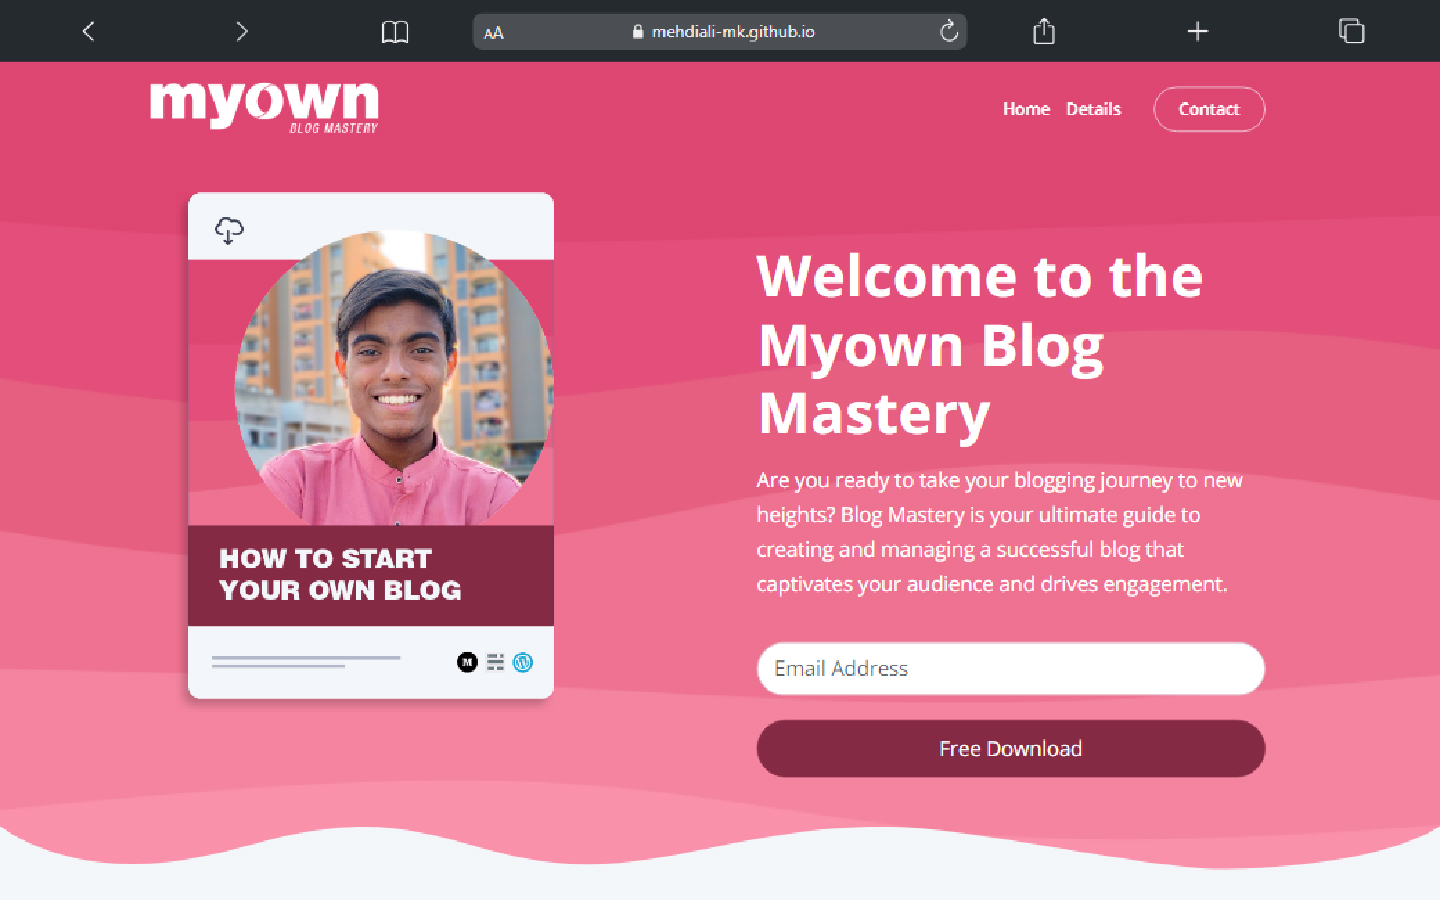 AA
mehdiali-mk.github.io
myown
BLOG MASTERY
Home Details Contact
HOW TO START
YOUR OWN BLOG
M
Welcome to the
Myown Blog
Mastery
Are you ready to take your blogging journey to new
heights? Blog Mastery is your ultimate guide to
creating and managing a successful blog that
captivates your audience and drives engagement.
Email Address
Free Download